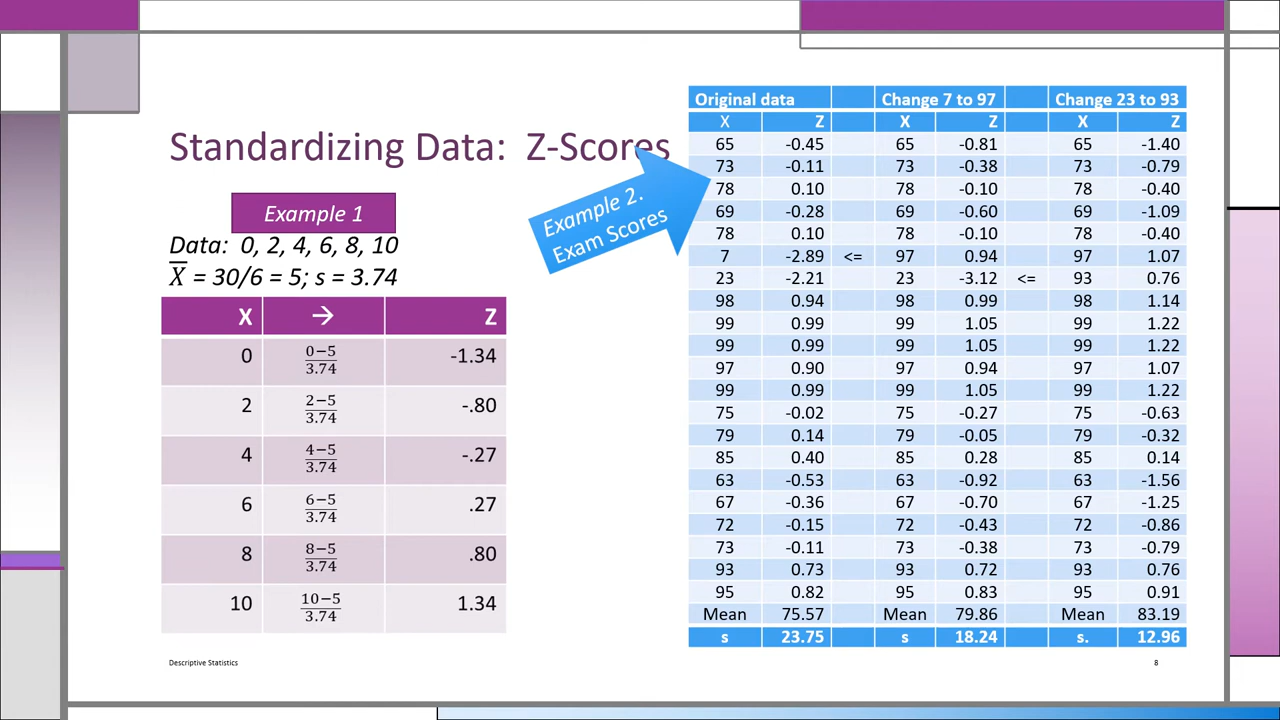 Standardizing Data: Z-Scores
Example 1
Data: 0, 2, 4, 6, 8, 10
X̅ = 30/6 = 5; s = 3.74
X → Z
0 (0−5)/3.74 -1.34
2 (2−5)/3.74 -.80
4 (4−5)/3.74 -.27
6 (6−5)/3.74 .27
8 (8−5)/3.74 .80
10 (10−5)/3.74 1.34
Example 2.
Exam Scores
Original data Change 7 to 97 Change 23 to 93
X Z X Z X Z
65 -0.45 65 -0.81 65 -1.40
73 -0.11 73 -0.38 73 -0.79
78 0.10 78 -0.10 78 -0.40
69 -0.28 69 -0.60 69 -1.09
78 0.10 78 -0.10 78 -0.40
7 -2.89 <= 97 0.94 97 1.07
23 -2.21 23 -3.12 <= 93 0.76
98 0.94 98 0.99 98 1.14
99 0.99 99 1.05 99 1.22
99 0.99 99 1.05 99 1.22
97 0.90 97 0.94 97 1.07
99 0.99 99 1.05 99 1.22
75 -0.02 75 -0.27 75 -0.63
79 0.14 79 -0.05 79 -0.32
85 0.40 85 0.28 85 0.14
63 -0.53 63 -0.92 63 -1.56
67 -0.36 67 -0.70 67 -1.25
72 -0.15 72 -0.43 72 -0.86
73 -0.11 73 -0.38 73 -0.79
93 0.73 93 0.72 93 0.76
95 0.82 95 0.83 95 0.91
Mean 75.57 Mean 79.86 Mean 83.19
s 23.75 s 18.24 s. 12.96
Descriptive Statistics
8